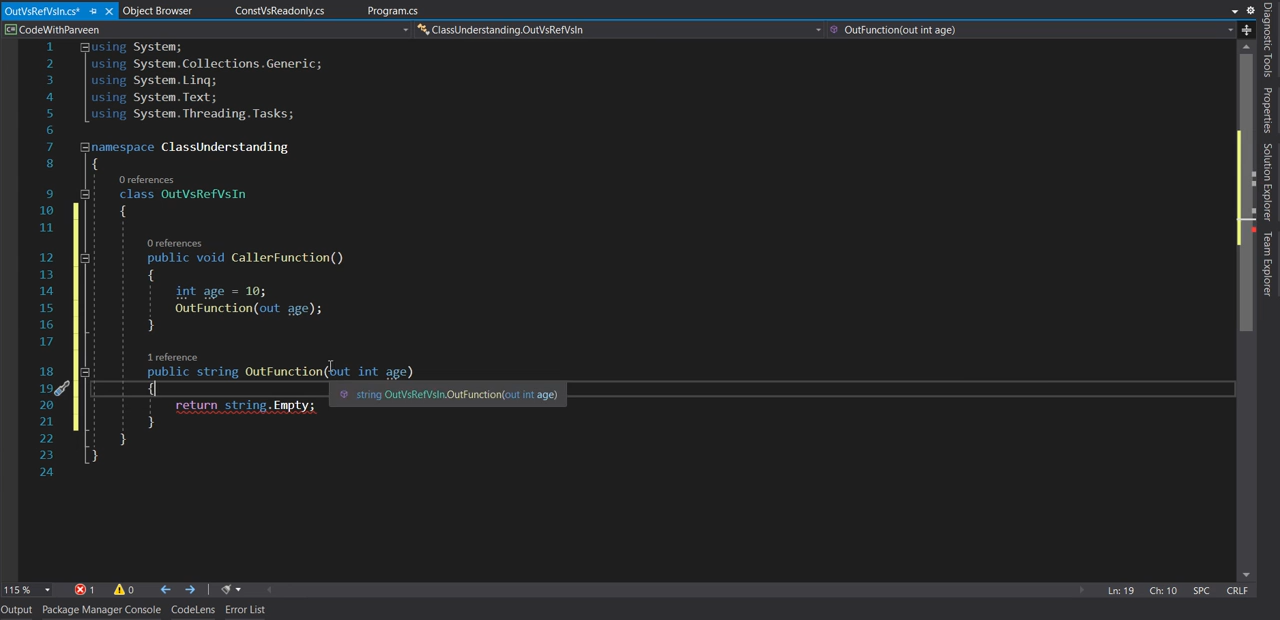 OutVsRefVsIn.cs* Object Browser ConstVsReadonly.cs Program.cs
CodeWithParveen ClassUnderstanding.OutVsRefVsIn OutFunction(out int age)
1 using System;
2 using System.Collections.Generic;
3 using System.Linq;
4 using System.Text;
5 using System.Threading.Tasks;
6
7 namespace ClassUnderstanding
8 {
0 references
9 class OutVsRefVsIn
10 {
11
0 references
12 public void CallerFunction()
13 {
14 int age = 10;
15 OutFunction(out age);
16 }
17
1 reference
18 public string OutFunction(out int age)
19 {
string OutVsRefVsIn.OutFunction(out int age)
20 return string.Empty;
21 }
22 }
23 }
24
115 % 1 0 Ln: 19 Ch: 10 SPC CRLF
Output Package Manager Console CodeLens Error List
Diagnostic Tools
Properties
Solution Explorer
Team Explorer